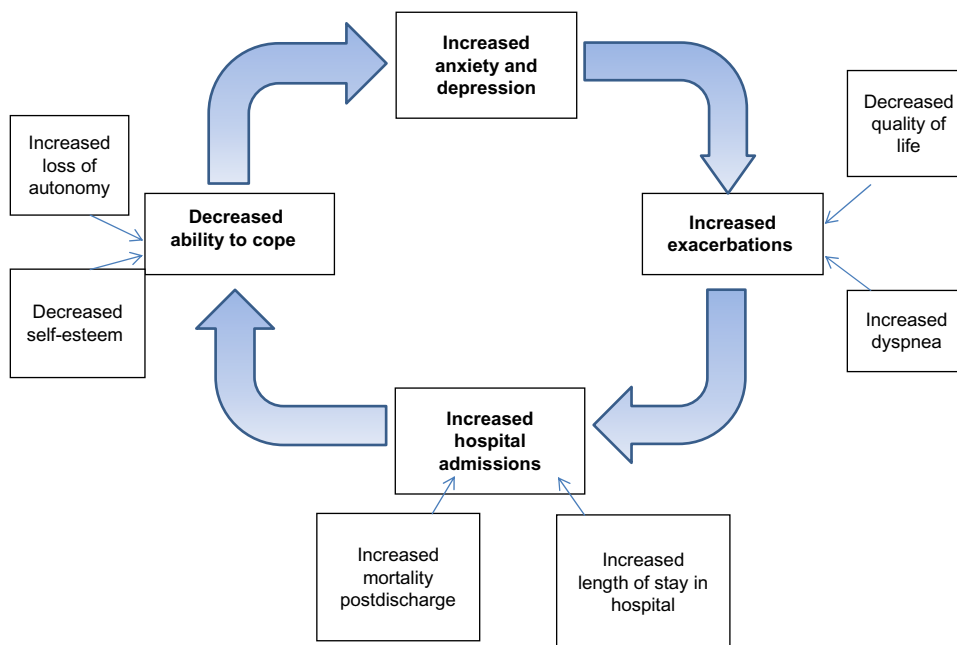 Increased
anxiety and
depression
Decreased
quality of
life
Increased
loss of
autonomy
Decreased
ability to cope
Increased
exacerbations
Decreased
self-esteem
Increased
dyspnea
Increased
hospital
admissions
Increased
mortality
postdischarge
Increased
length of stay in
hospital